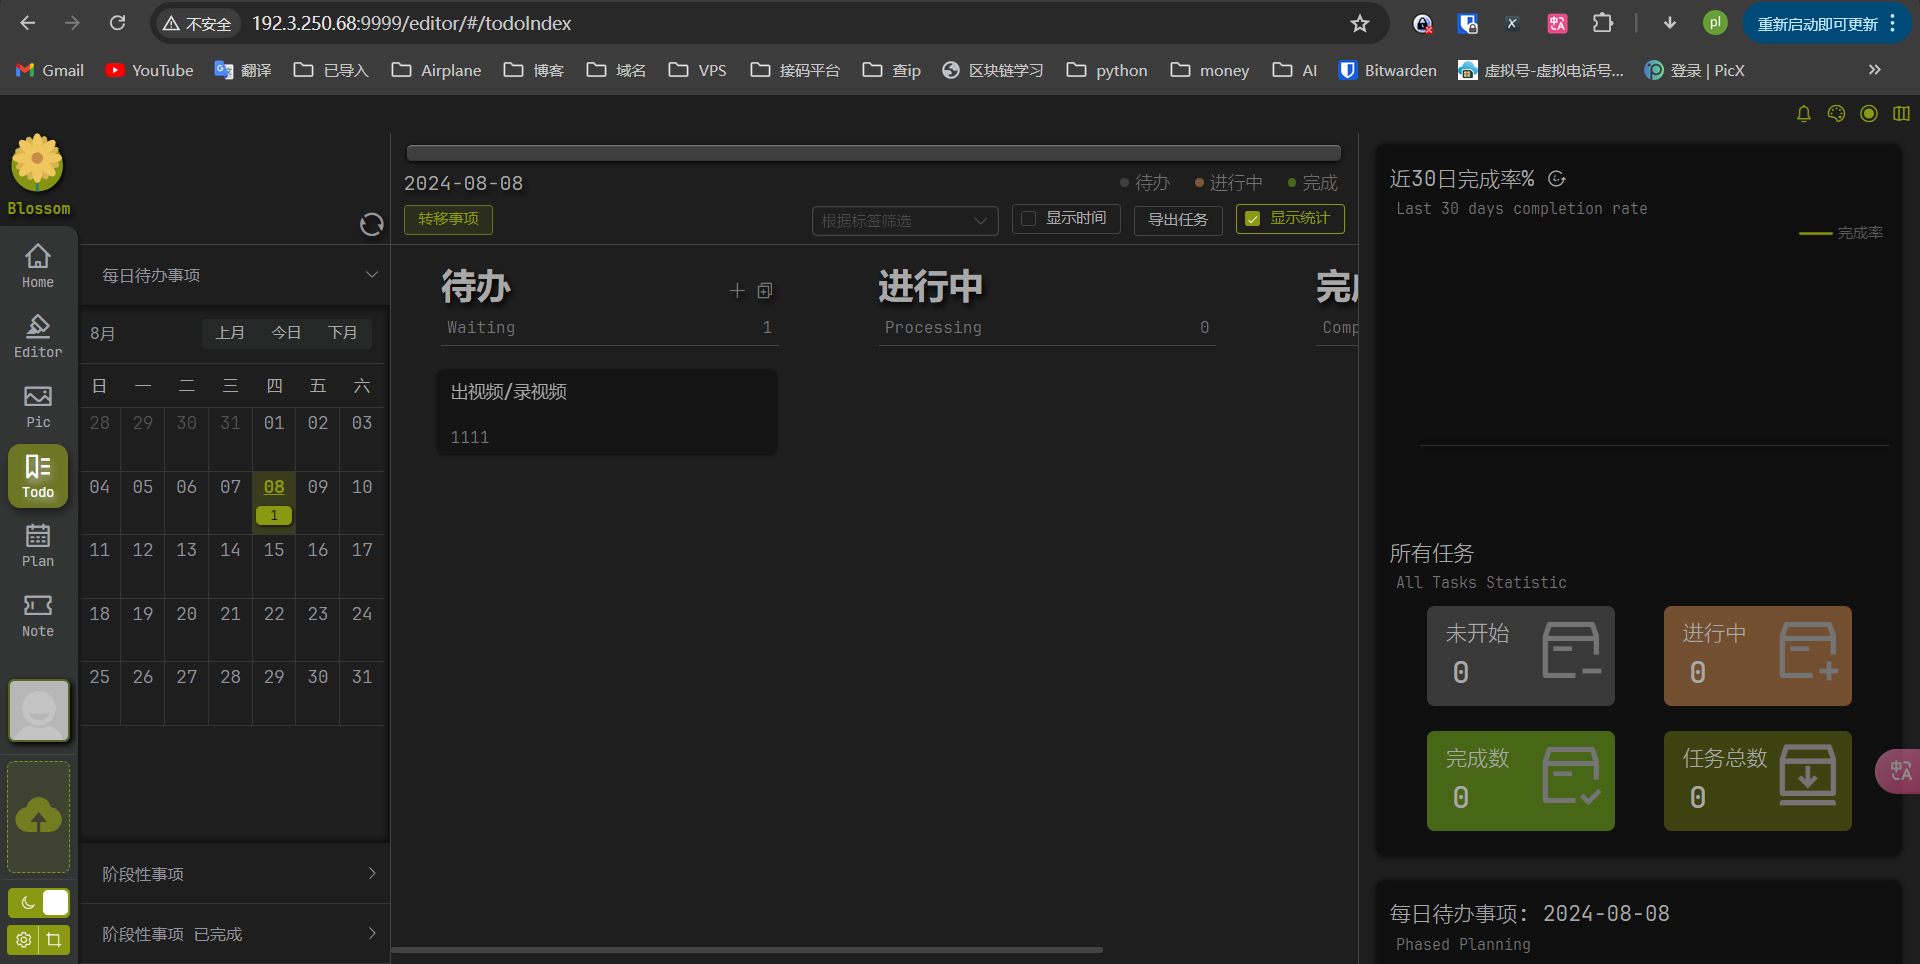 不安全 192.3.250.68:9999/editor/#/todoIndex pl 重新启动即可更新
Gmail YouTube 翻译 已导入 Airplane 博客 域名 VPS 接码平台 查ip 区块链学习 python money AI Bitwarden 虚拟号-虚拟电话号... 登录 | PicX
Blossom
Home
Editor
Pic
Todo
Plan
Note
每日待办事项
8月 上月 今日 下月
日 一 二 三 四 五 六
28 29 30 31 01 02 03
04 05 06 07 08 09 10
1
11 12 13 14 15 16 17
18 19 20 21 22 23 24
25 26 27 28 29 30 31
阶段性事项
阶段性事项 已完成
2024-08-08 待办 进行中 完成
转移事项 根据标签筛选 显示时间 导出任务 显示统计
待办
Waiting 1
出视频/录视频
1111
进行中
Processing 0
完成
Comp
近30日完成率%
Last 30 days completion rate
完成率
所有任务
All Tasks Statistic
未开始
0
进行中
0
完成数
0
任务总数
0
每日待办事项: 2024-08-08
Phased Planning
中A